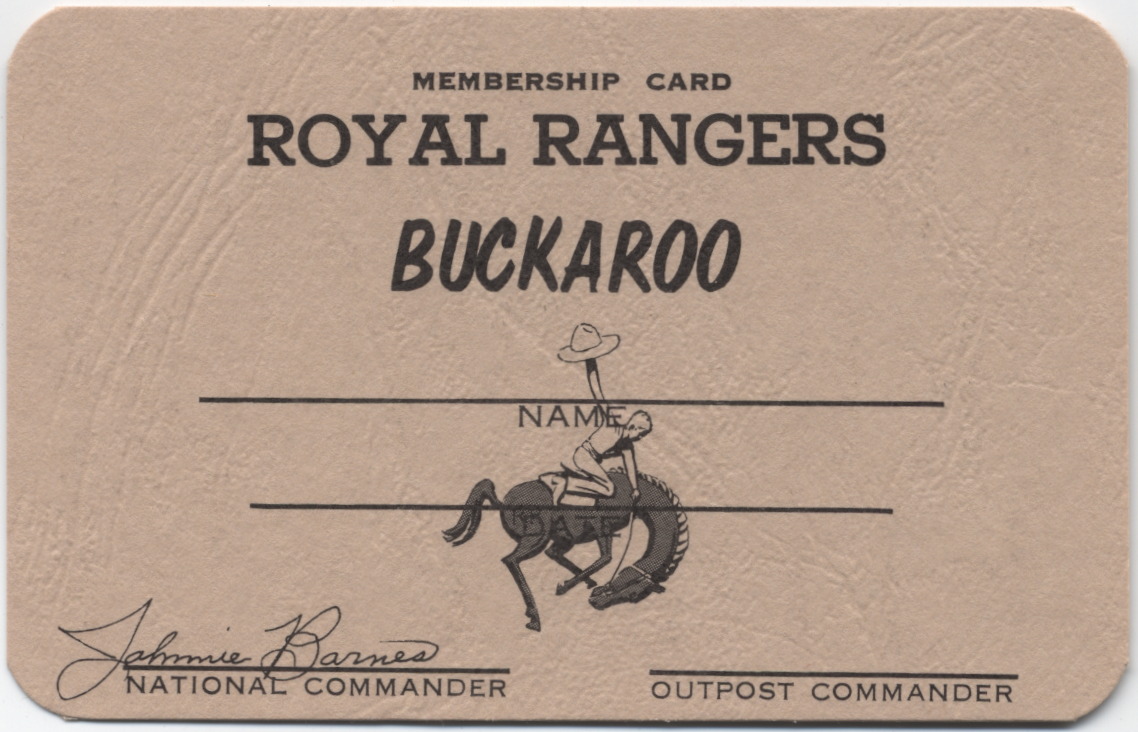 MEMBERSHIP CARD
ROYAL RANGERS
BUCKAROO
NAME
DATE
Johnnie Barnes
NATIONAL COMMANDER
OUTPOST COMMANDER